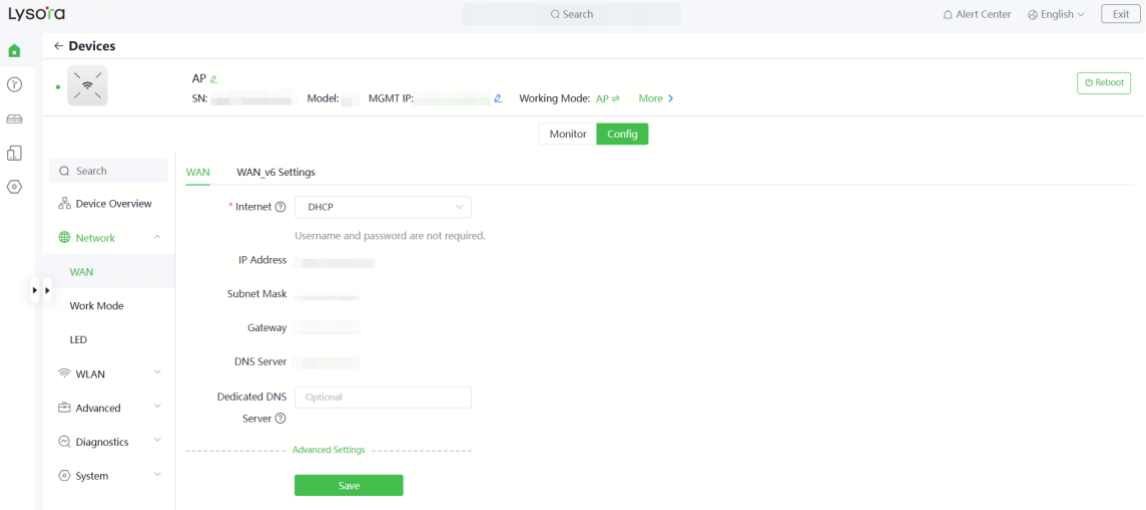 Lysora
Search
Alert Center
English
Exit
Devices
AP
SN: Model: MGMT IP: Working Mode: AP More
Reboot
Monitor
Config
Search
Device Overview
Network
WAN
Work Mode
LED
WLAN
Advanced
Diagnostics
System
WAN
WAN_v6 Settings
* Internet
DHCP
Username and password are not required.
IP Address
Subnet Mask
Gateway
DNS Server
Dedicated DNS
Server
Optional
Advanced Settings
Save